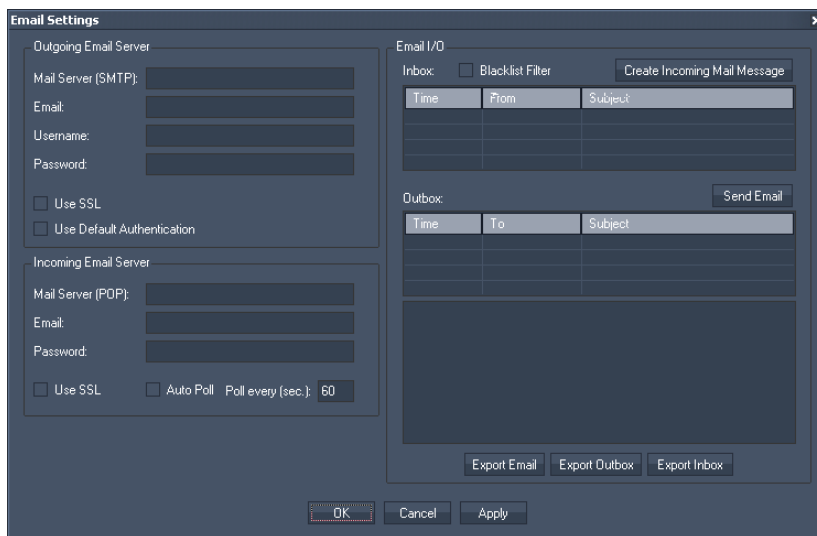 Email Settings
Outgoing Email Server
Mail Server (SMTP):
Email:
Username:
Password:
Use SSL
Use Default Authentication
Incoming Email Server
Mail Server (POP):
Email:
Password:
Use SSL
Auto Poll
Poll every (sec.):
60
Email I/O
Inbox:
Blacklist Filter
Create Incoming Mail Message
Time From Subject
Outbox:
Send Email
Time To Subject
Export Email
Export Outbox
Export Inbox
OK
Cancel
Apply